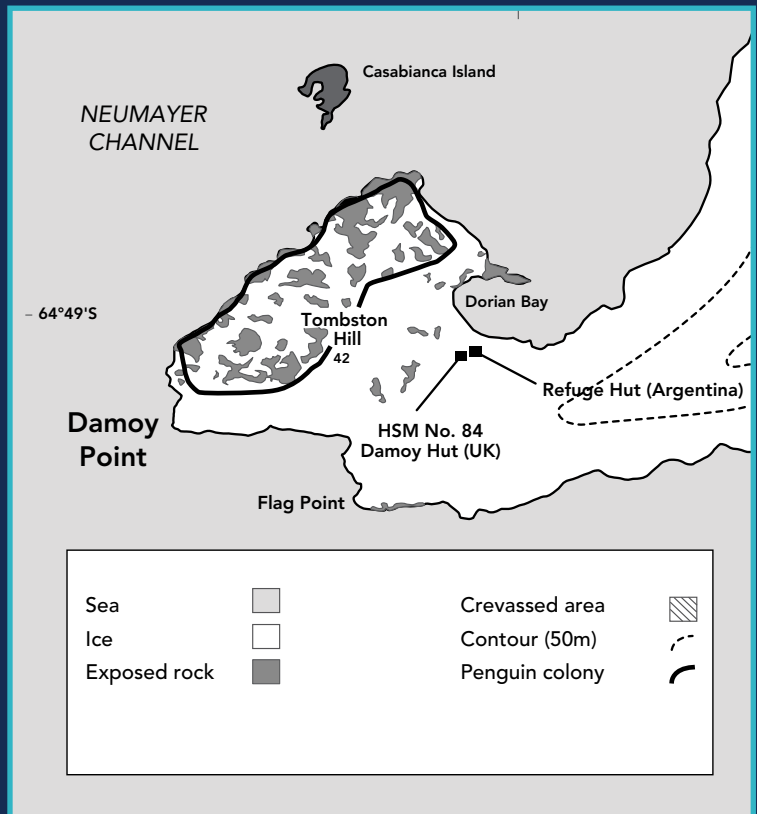 Casabianca Island
NEUMAYER
CHANNEL
64°49'S
Dorian Bay
Tombston
Hill
42
Refuge Hut (Argentina)
Damoy
Point
HSM No. 84
Damoy Hut (UK)
Flag Point
Sea
Ice
Exposed rock
Crevassed area
Contour (50m)
Penguin colony